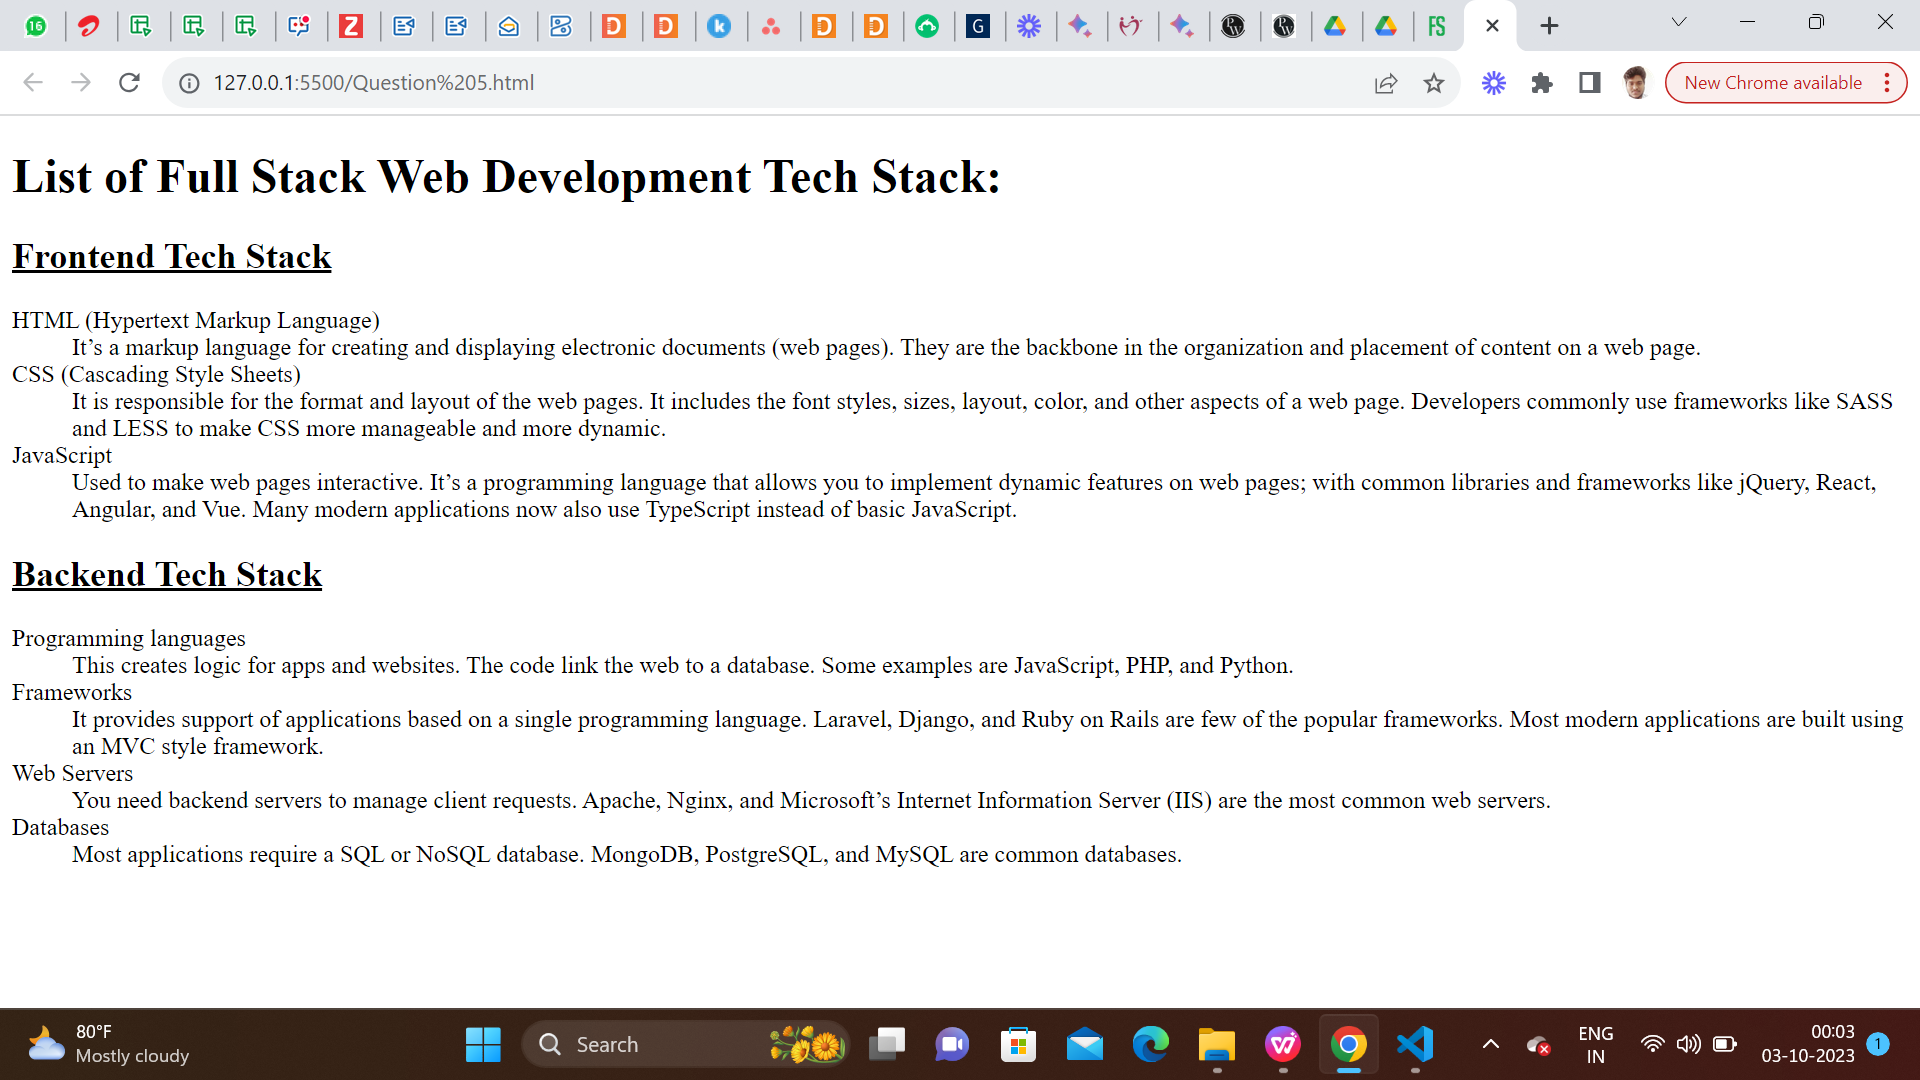 16
Z
D
D
k
D
D
G
PW
PW
FS
127.0.0.1:5500/Question%205.html
New Chrome available
List of Full Stack Web Development Tech Stack:
Frontend Tech Stack
HTML (Hypertext Markup Language)
It’s a markup language for creating and displaying electronic documents (web pages). They are the backbone in the organization and placement of content on a web page.
CSS (Cascading Style Sheets)
It is responsible for the format and layout of the web pages. It includes the font styles, sizes, layout, color, and other aspects of a web page. Developers commonly use frameworks like SASS
and LESS to make CSS more manageable and more dynamic.
JavaScript
Used to make web pages interactive. It’s a programming language that allows you to implement dynamic features on web pages; with common libraries and frameworks like jQuery, React,
Angular, and Vue. Many modern applications now also use TypeScript instead of basic JavaScript.
Backend Tech Stack
Programming languages
This creates logic for apps and websites. The code link the web to a database. Some examples are JavaScript, PHP, and Python.
Frameworks
It provides support of applications based on a single programming language. Laravel, Django, and Ruby on Rails are few of the popular frameworks. Most modern applications are built using
an MVC style framework.
Web Servers
You need backend servers to manage client requests. Apache, Nginx, and Microsoft’s Internet Information Server (IIS) are the most common web servers.
Databases
Most applications require a SQL or NoSQL database. MongoDB, PostgreSQL, and MySQL are common databases.
80°F
Mostly cloudy
Search
ENG
IN
00:03
03-10-2023
1